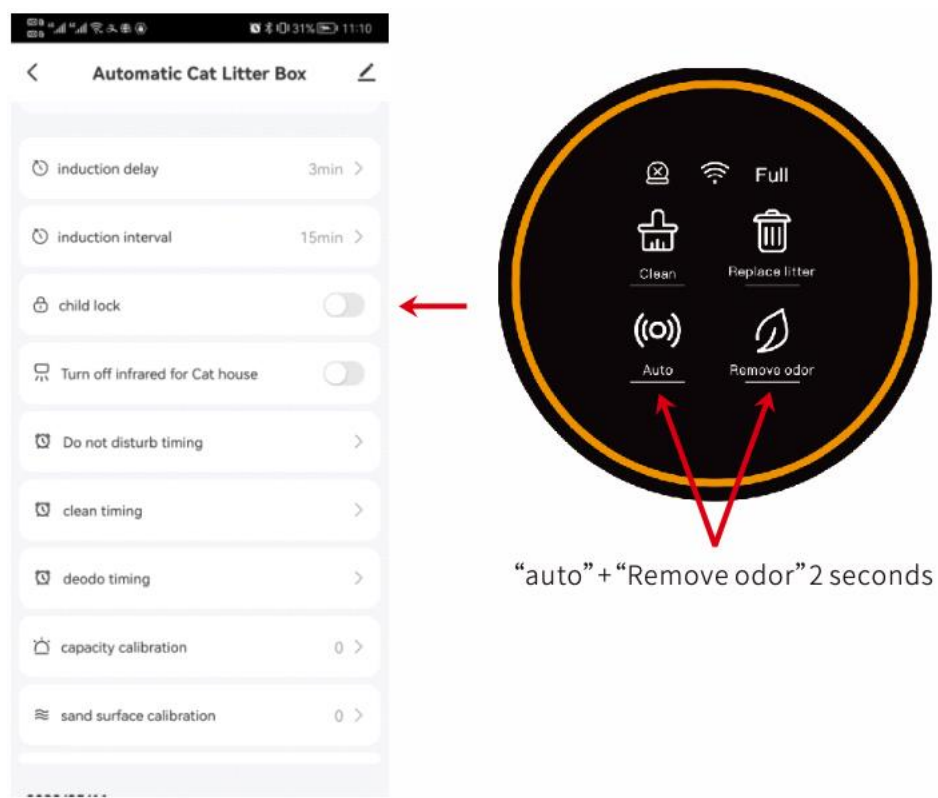 31% 11:10
Automatic Cat Litter Box
induction delay 3min
induction interval 15min
child lock
Turn off infrared for Cat house
Do not disturb timing
clean timing
deodo timing
capacity calibration 0
sand surface calibration 0
Full
Clean Replace litter
Auto Remove odor
“auto”+“Remove odor”2 seconds